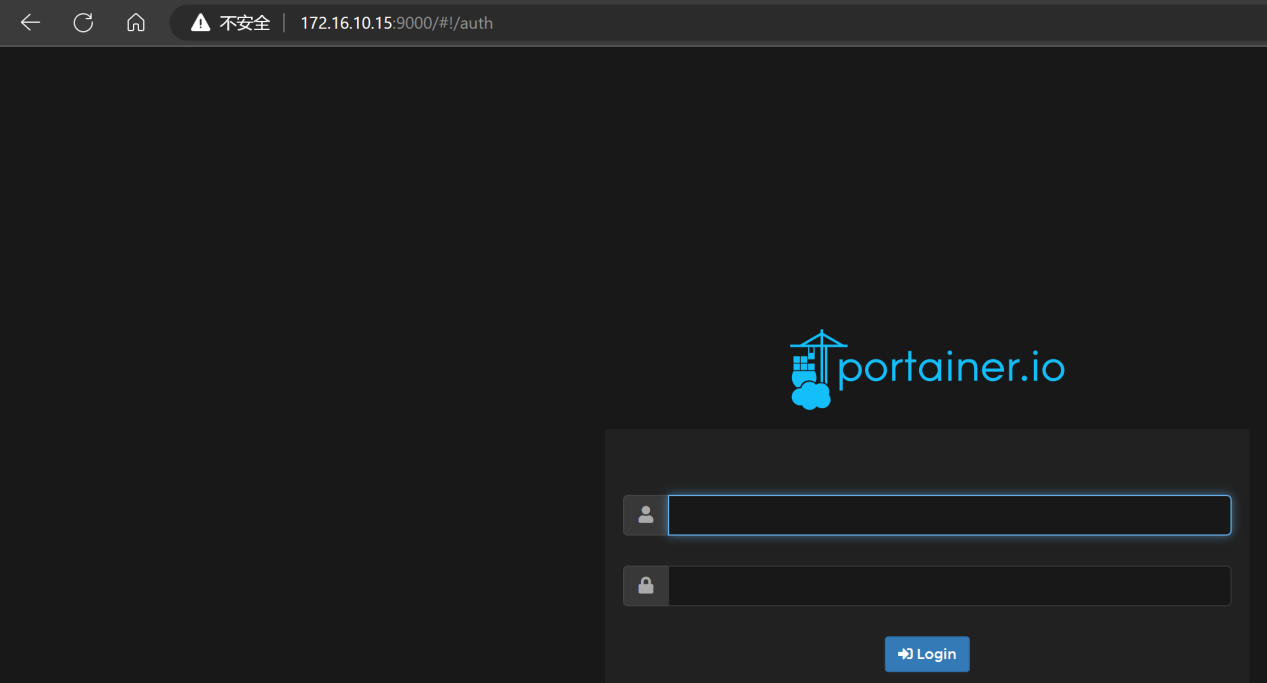 不安全 172.16.10.15:9000/#!/auth
portainer.io
Login